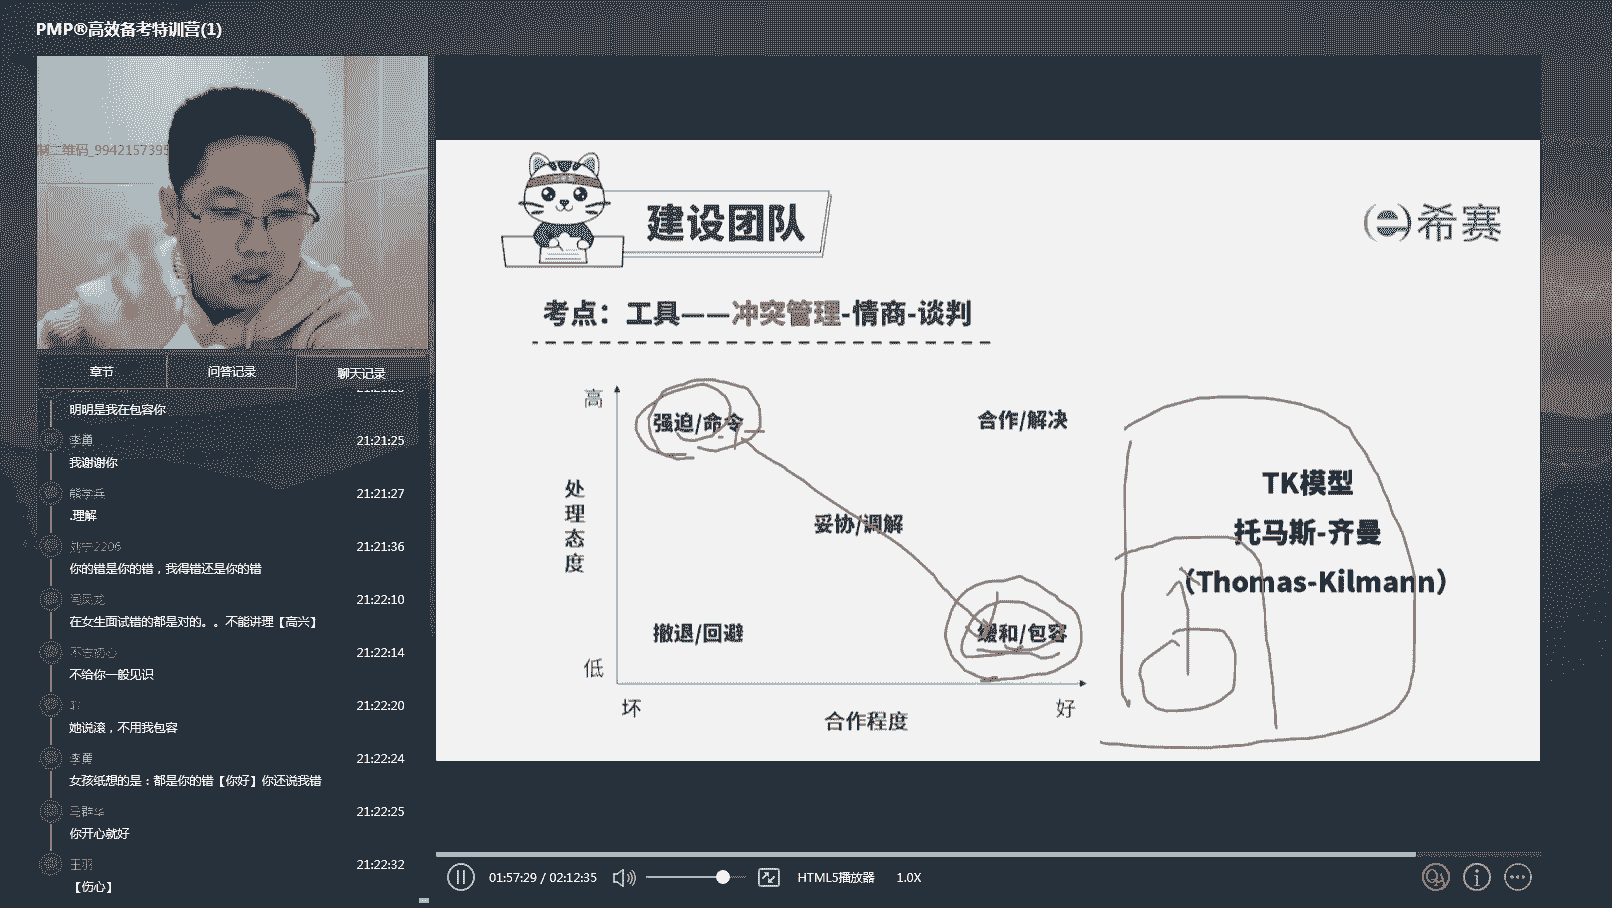 PMP®高效备考特训营(1)
制二维码_9942157395
章节
问答记录
聊天记录
明明是我在包容你
李勇
21:21:25
我谢谢你
熊学兵
21:21:27
.理解
刘宇2206
21:21:36
你的错是你的错，我得错还是你的错
21:22:10
在女生面试错的都是对的。。不能讲理【高兴】
不忘初心
21:22:14
不给你一般见识
21:22:20
她说滚，不用我包容
李勇
21:22:24
女孩纸想的是：都是你的错【你好】你还说我错
马群华
21:22:25
你开心就好
王羽
21:22:32
【伤心】
建设团队
希赛
考点：工具——冲突管理-情商-谈判
高
强迫/命令
合作/解决
处理态度
妥协/调解
撤退/回避
缓和/包容
低
坏
合作程度
好
TK模型
托马斯-齐曼
（Thomas-Kilmann）
01:57:29 / 02:12:35
HTML5播放器
1.0X